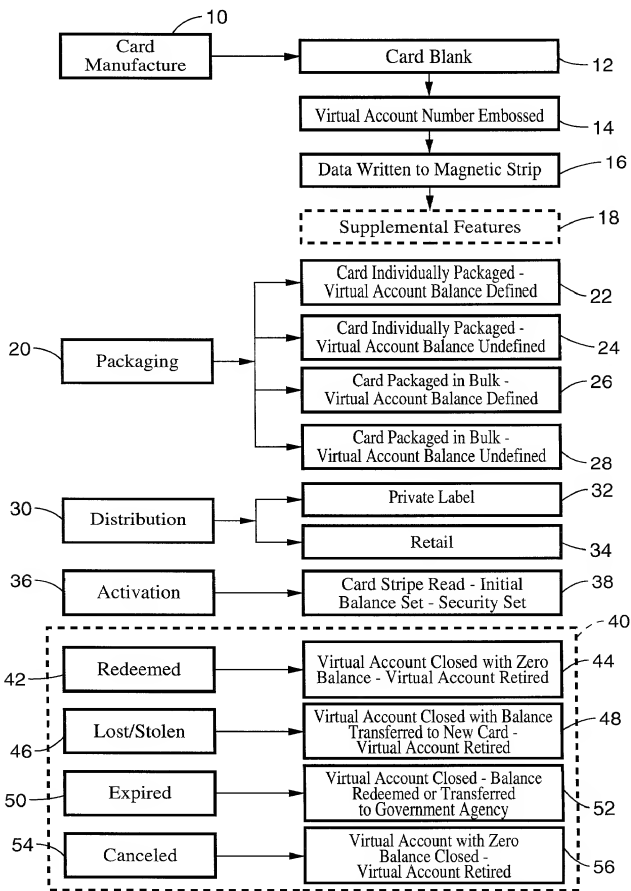 10
Card
Manufacture
Card Blank
12
Virtual Account Number Embossed
14
Data Written to Magnetic Strip
16
Supplemental Features
18
Card Individually Packaged -
Virtual Account Balance Defined
22
20
Packaging
Card Individually Packaged -
Virtual Account Balance Undefined
24
Card Packaged in Bulk -
Virtual Account Balance Defined
26
Card Packaged in Bulk -
Virtual Account Balance Undefined
28
30
Distribution
Private Label
32
Retail
34
36
Activation
Card Stripe Read - Initial
Balance Set - Security Set
38
40
42
Redeemed
Virtual Account Closed with Zero
Balance - Virtual Account Retired
44
46
Lost/Stolen
Virtual Account Closed with Balance
Transferred to New Card -
Virtual Account Retired
48
50
Expired
Virtual Account Closed - Balance
Redeemed or Transferred
to Government Agency
52
54
Canceled
Virtual Account with Zero
Balance Closed -
Virtual Account Retired
56